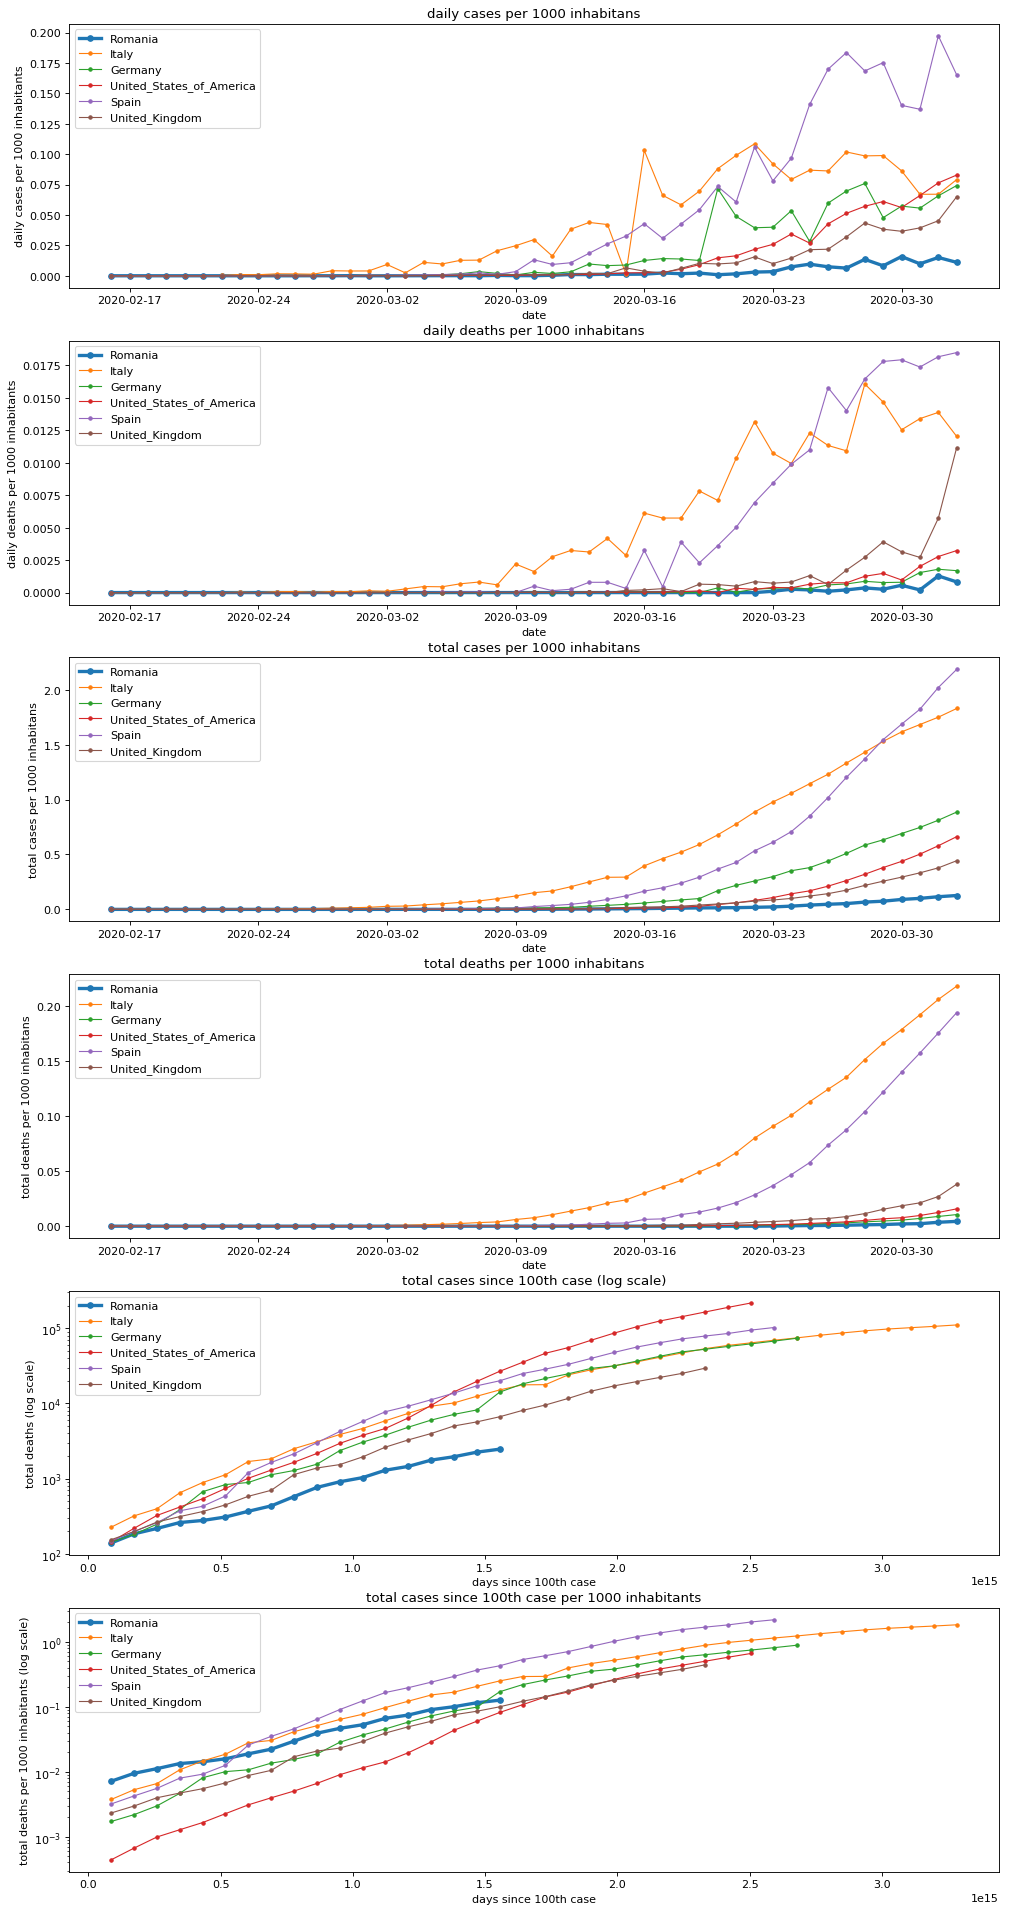 daily cases per 1000 inhabitans
daily cases per 1000 inhabitants
0.200
0.175
0.150
0.125
0.100
0.075
0.050
0.025
0.000
Romania
Italy
Germany
United_States_of_America
Spain
United_Kingdom
2020-02-17 2020-02-24 2020-03-02 2020-03-09 2020-03-16 2020-03-23 2020-03-30
date
daily deaths per 1000 inhabitans
daily deaths per 1000 inhabitants
0.0175
0.0150
0.0125
0.0100
0.0075
0.0050
0.0025
0.0000
Romania
Italy
Germany
United_States_of_America
Spain
United_Kingdom
2020-02-17 2020-02-24 2020-03-02 2020-03-09 2020-03-16 2020-03-23 2020-03-30
date
total cases per 1000 inhabitans
total cases per 1000 inhabitans
2.0
1.5
1.0
0.5
0.0
Romania
Italy
Germany
United_States_of_America
Spain
United_Kingdom
2020-02-17 2020-02-24 2020-03-02 2020-03-09 2020-03-16 2020-03-23 2020-03-30
date
total deaths per 1000 inhabitans
total deaths per 1000 inhabitans
0.20
0.15
0.10
0.05
0.00
Romania
Italy
Germany
United_States_of_America
Spain
United_Kingdom
2020-02-17 2020-02-24 2020-03-02 2020-03-09 2020-03-16 2020-03-23 2020-03-30
date
total cases since 100th case (log scale)
total deaths (log scale)
10^5
10^4
10^3
10^2
Romania
Italy
Germany
United_States_of_America
Spain
United_Kingdom
0.0 0.5 1.0 1.5 2.0 2.5 3.0
days since 100th case
1e15
total cases since 100th case per 1000 inhabitants
total deaths per 1000 inhabitants (log scale)
10^0
10^−1
10^−2
10^−3
Romania
Italy
Germany
United_States_of_America
Spain
United_Kingdom
0.0 0.5 1.0 1.5 2.0 2.5 3.0
days since 100th case
1e15